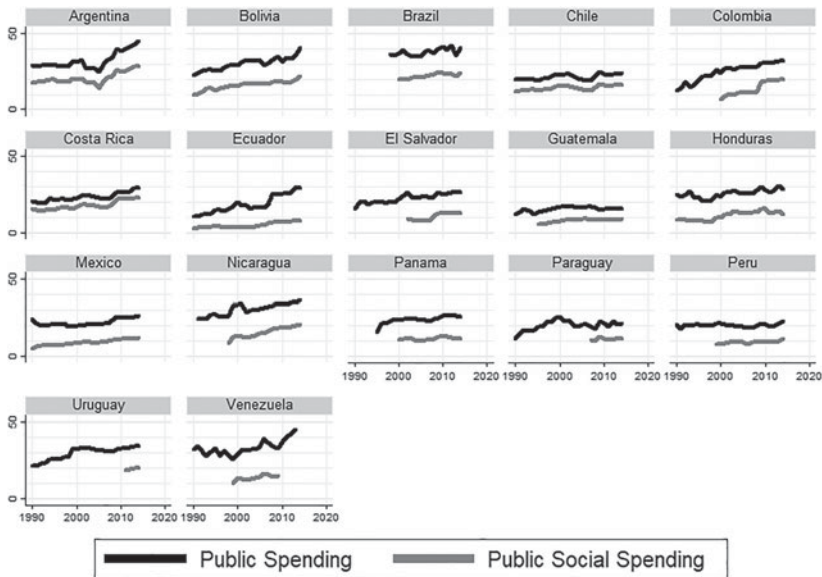 Argentina Bolivia Brazil Chile Colombia
50
0
Costa Rica Ecuador El Salvador Guatemala Honduras
50
0
Mexico Nicaragua Panama Paraguay Peru
50
0
1990 2000 2010 2020 1990 2000 2010 2020 1990 2000 2010 2020
Uruguay Venezuela
50
0
1990 2000 2010 2020 1990 2000 2010 2020
Public Spending Public Social Spending